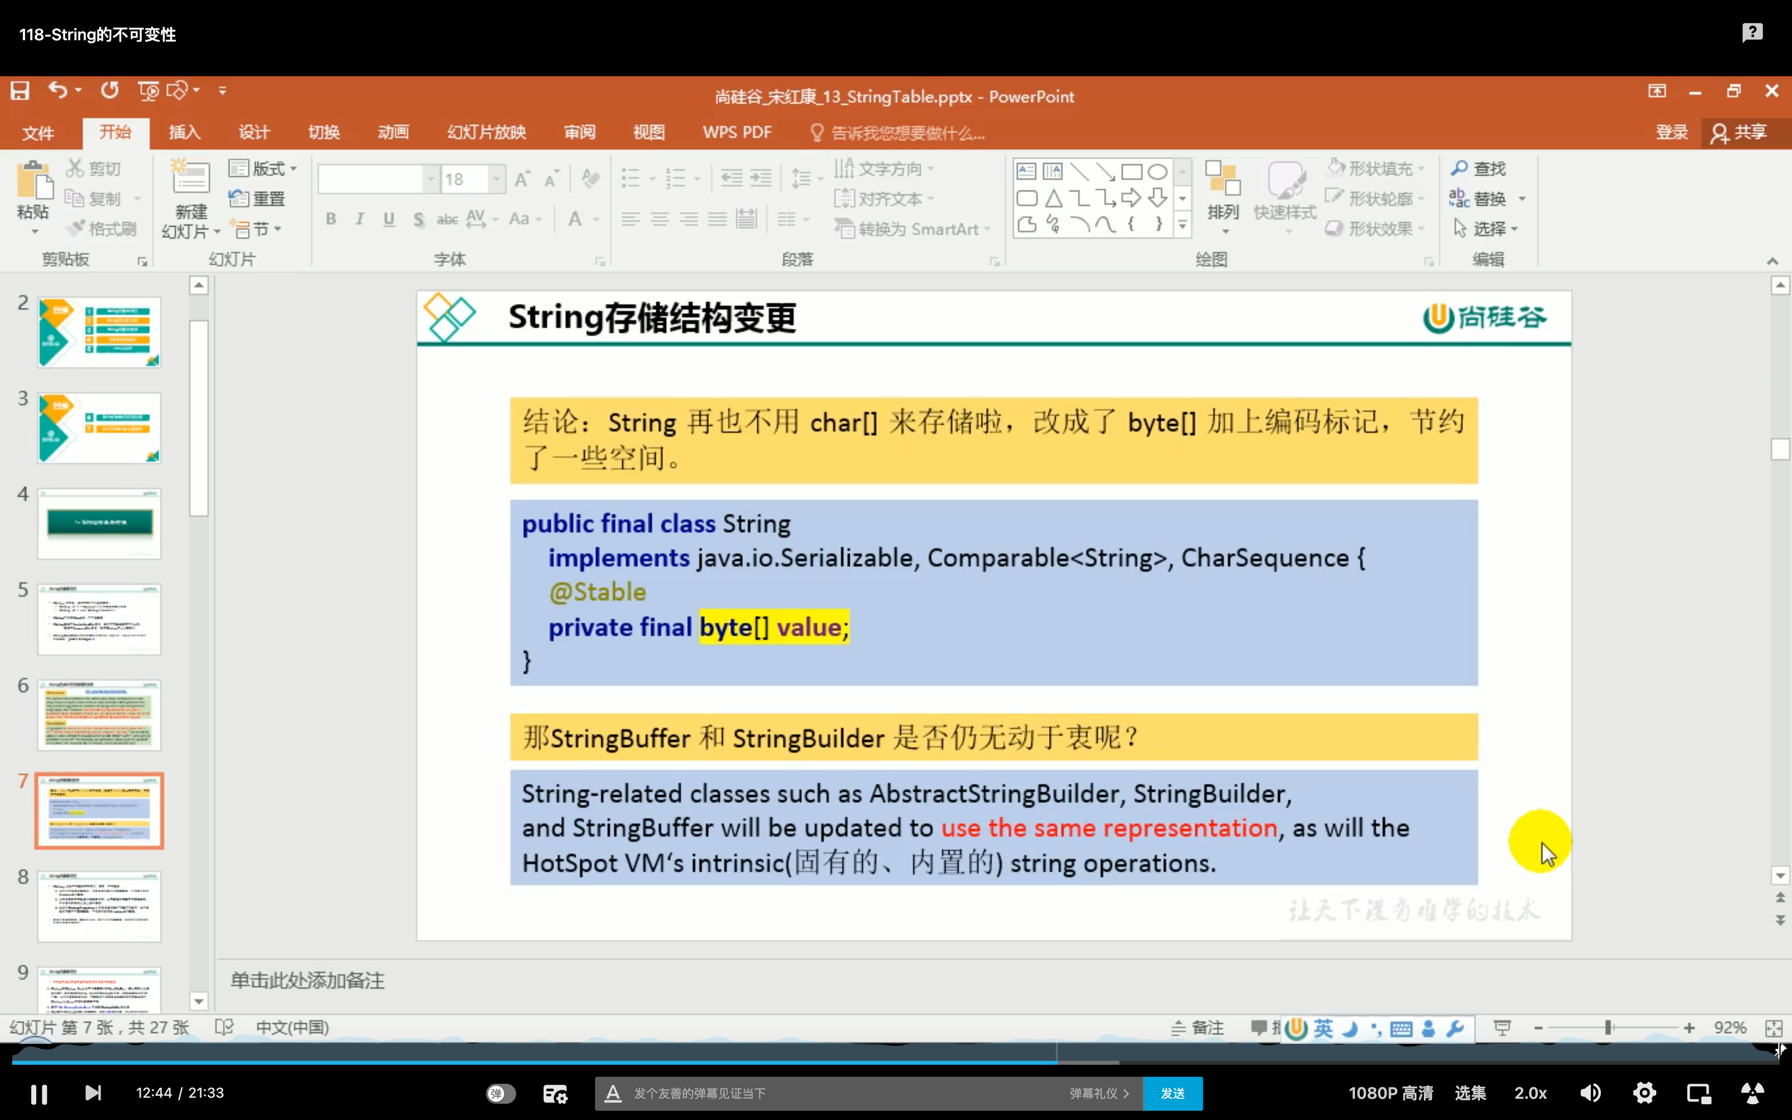 118-String的不可变性
尚硅谷_宋红康_13_StringTable.pptx - PowerPoint
文件 开始 插入 设计 切换 动画 幻灯片放映 审阅 视图 WPS PDF 告诉我您想要做什么... 登录 共享
粘贴 剪切 复制 格式刷 剪贴板
新建 幻灯片 版式 重置 节 幻灯片
18 B I U S abc AV Aa A 字体
文字方向 对齐文本 转换为 SmartArt 段落
排列 快速样式 形状填充 形状轮廓 形状效果 绘图
查找 替换 选择 编辑
2
3
4
5
6
7
8
9
String存储结构变更
尚硅谷
结论：String 再也不用 char[] 来存储啦，改成了 byte[] 加上编码标记，节约
了一些空间。
public final class String
implements java.io.Serializable, Comparable<String>, CharSequence {
@Stable
private final byte[] value;
}
那StringBuffer 和 StringBuilder 是否仍无动于衷呢？
String-related classes such as AbstractStringBuilder, StringBuilder,
and StringBuffer will be updated to use the same representation, as will the
HotSpot VM‘s intrinsic(固有的、内置的) string operations.
让天下没有难学的技术
单击此处添加备注
幻灯片 第 7 张，共 27 张 中文(中国) 备注 英 92%
12:44 / 21:33 弹 发个友善的弹幕见证当下 弹幕礼仪 > 发送 1080P 高清 选集 2.0x